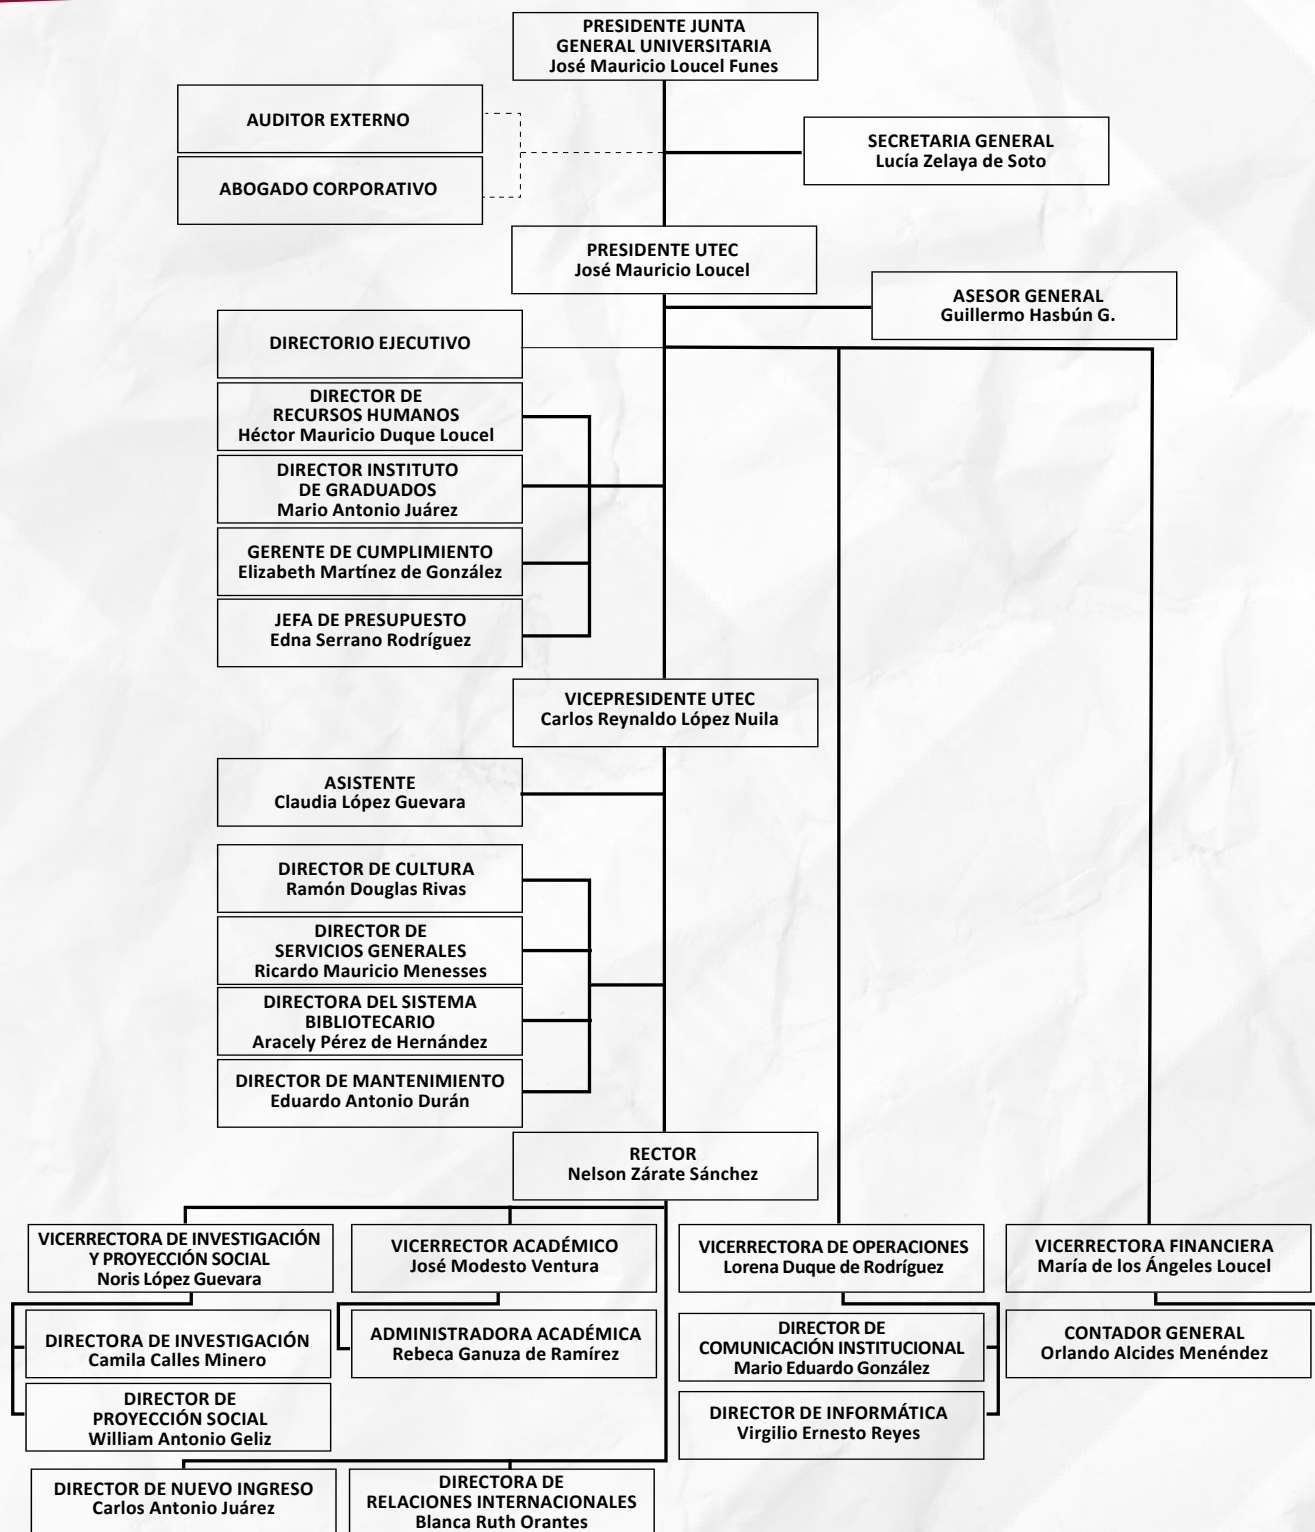 PRESIDENTE JUNTA
GENERAL UNIVERSITARIA
José Mauricio Loucel Funes
AUDITOR EXTERNO
SECRETARIA GENERAL
Lucía Zelaya de Soto
ABOGADO CORPORATIVO
PRESIDENTE UTEC
José Mauricio Loucel
ASESOR GENERAL
Guillermo Hasbún G.
DIRECTORIO EJECUTIVO
DIRECTOR DE
RECURSOS HUMANOS
Héctor Mauricio Duque Loucel
DIRECTOR INSTITUTO
DE GRADUADOS
Mario Antonio Juárez
GERENTE DE CUMPLIMIENTO
Elizabeth Martínez de González
JEFA DE PRESUPUESTO
Edna Serrano Rodríguez
VICEPRESIDENTE UTEC
Carlos Reynaldo López Nuila
ASISTENTE
Claudia López Guevara
DIRECTOR DE CULTURA
Ramón Douglas Rivas
DIRECTOR DE
SERVICIOS GENERALES
Ricardo Mauricio Menesses
DIRECTORA DEL SISTEMA
BIBLIOTECARIO
Aracely Pérez de Hernández
DIRECTOR DE MANTENIMIENTO
Eduardo Antonio Durán
RECTOR
Nelson Zárate Sánchez
VICERRECTORA DE INVESTIGACIÓN
Y PROYECCIÓN SOCIAL
Noris López Guevara
VICERRECTOR ACADÉMICO
José Modesto Ventura
VICERRECTORA DE OPERACIONES
Lorena Duque de Rodríguez
VICERRECTORA FINANCIERA
María de los Ángeles Loucel
DIRECTORA DE INVESTIGACIÓN
Camila Calles Minero
ADMINISTRADORA ACADÉMICA
Rebeca Ganuza de Ramírez
DIRECTOR DE
COMUNICACIÓN INSTITUCIONAL
Mario Eduardo González
CONTADOR GENERAL
Orlando Alcides Menéndez
DIRECTOR DE
PROYECCIÓN SOCIAL
William Antonio Geliz
DIRECTOR DE INFORMÁTICA
Virgilio Ernesto Reyes
DIRECTOR DE NUEVO INGRESO
Carlos Antonio Juárez
DIRECTORA DE
RELACIONES INTERNACIONALES
Blanca Ruth Orantes